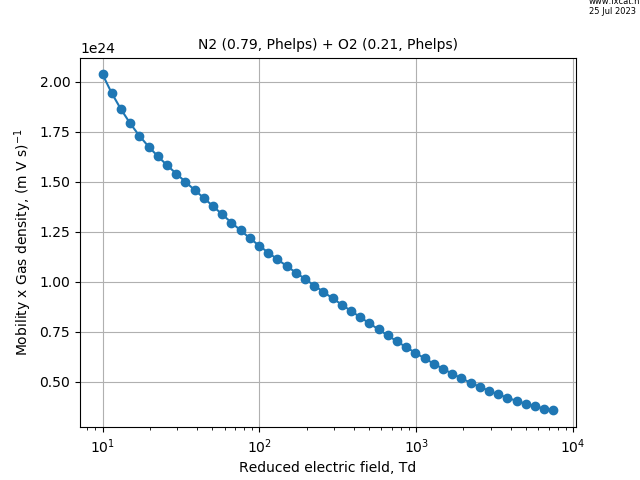 25 Jul 2023
N2 (0.79, Phelps) + O2 (0.21, Phelps)
1e24
2.00
1.75
1.50
1.25
1.00
0.75
0.50
Mobility x Gas density, (m V s)⁻¹
10¹ 10² 10³ 10⁴
Reduced electric field, Td